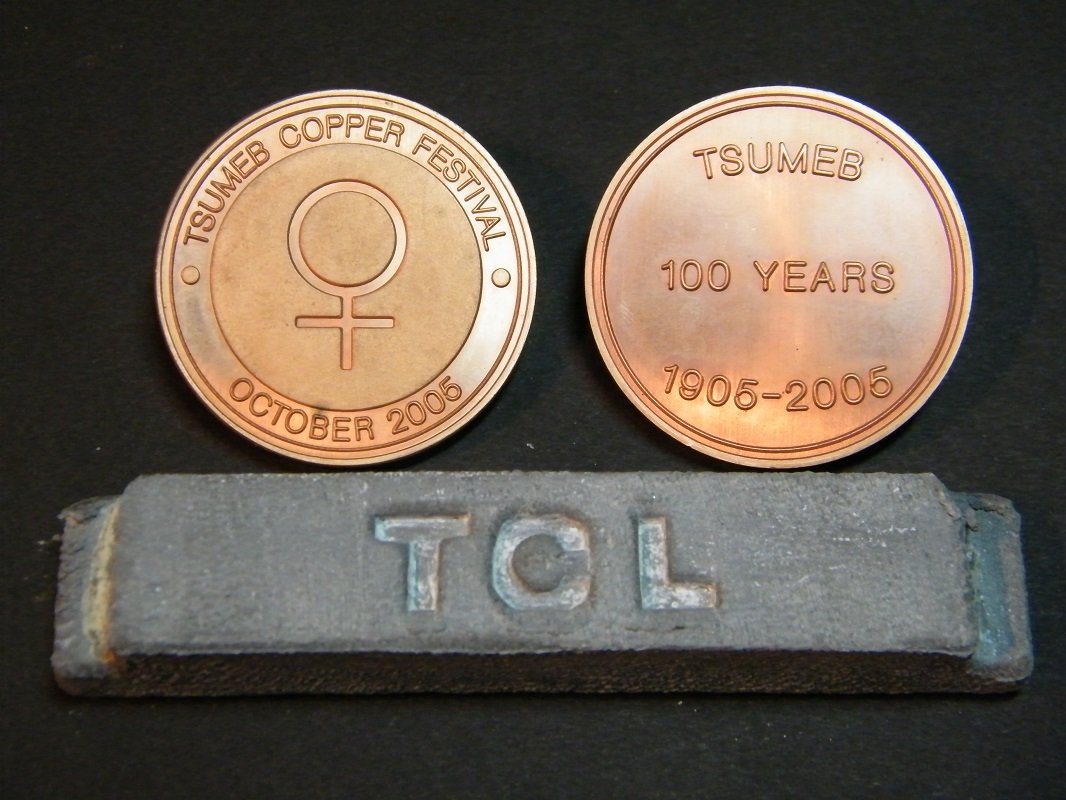 TSUMEB COPPER FESTIVAL
OCTOBER 2005
TSUMEB
100 YEARS
1905-2005
TCL